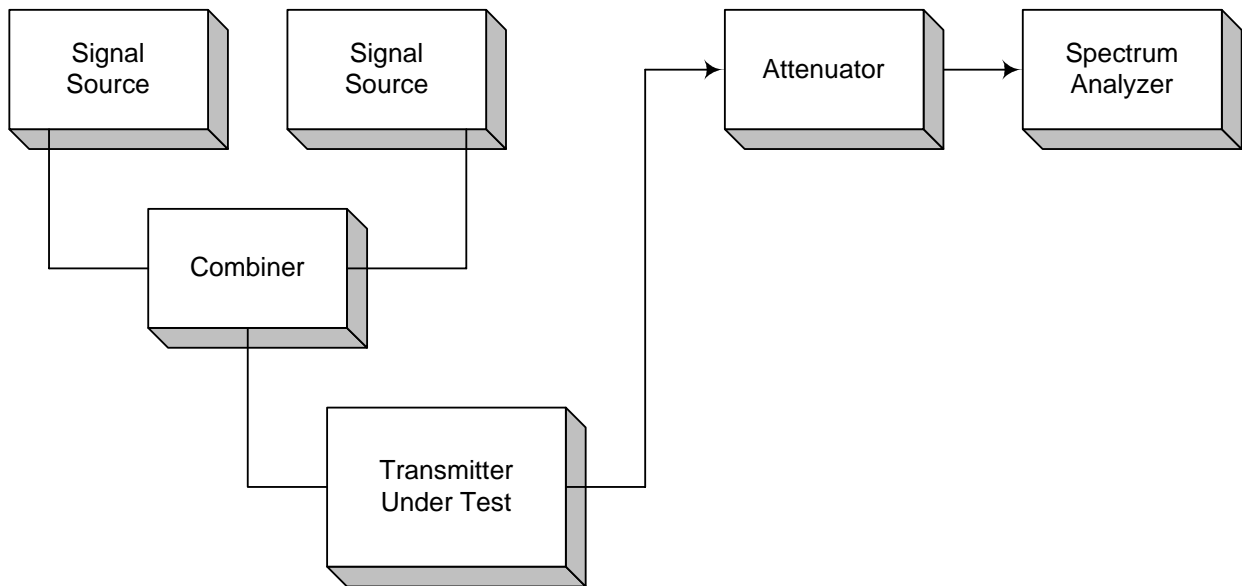 Signal
Source
Signal
Source
Attenuator
Spectrum
Analyzer
Combiner
Transmitter
Under Test